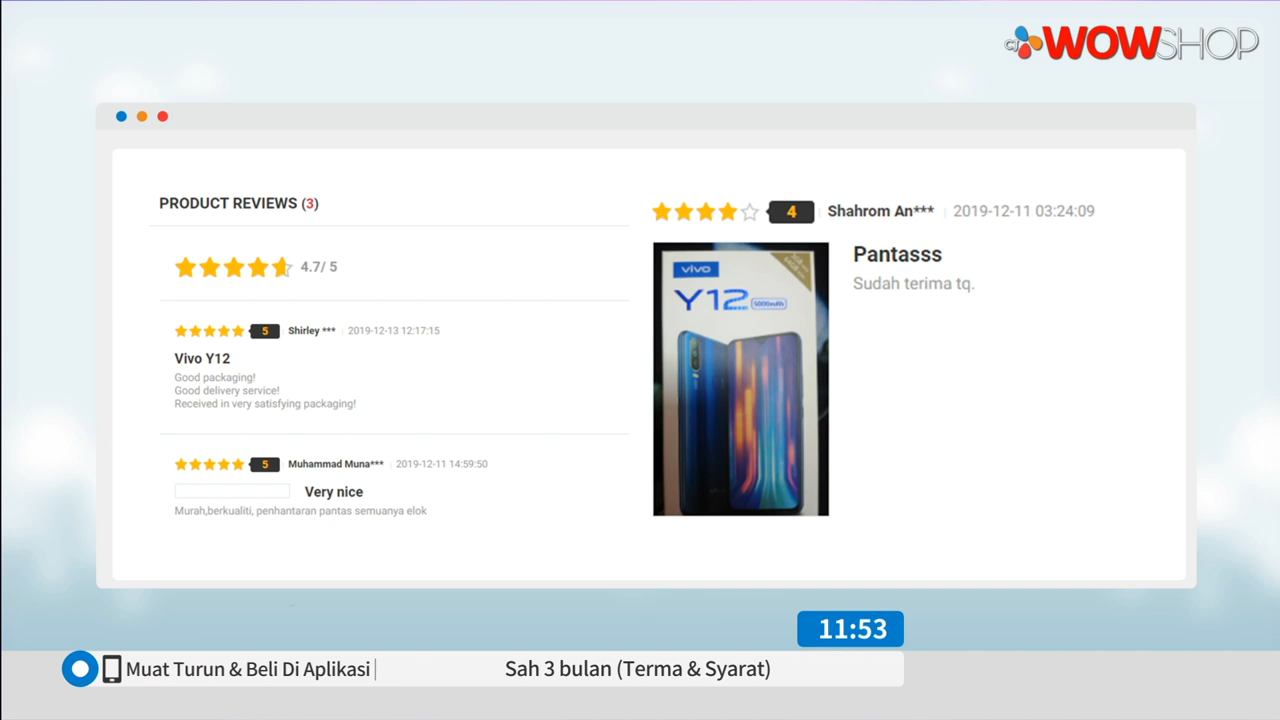 CJ WOWSHOP
PRODUCT REVIEWS (3)
4.7/ 5
5 Shirley *** 2019-12-13 12:17:15
Vivo Y12
Good packaging!
Good delivery service!
Received in very satisfying packaging!
5 Muhammad Muna*** 2019-12-11 14:59:50
Very nice
Murah,berkualiti, penhantaran pantas semuanya elok
4 Shahrom An*** 2019-12-11 03:24:09
Pantasss
Sudah terima tq.
vivo
Y12 5000mAh
11:53
Muat Turun & Beli Di Aplikasi | Sah 3 bulan (Terma & Syarat)